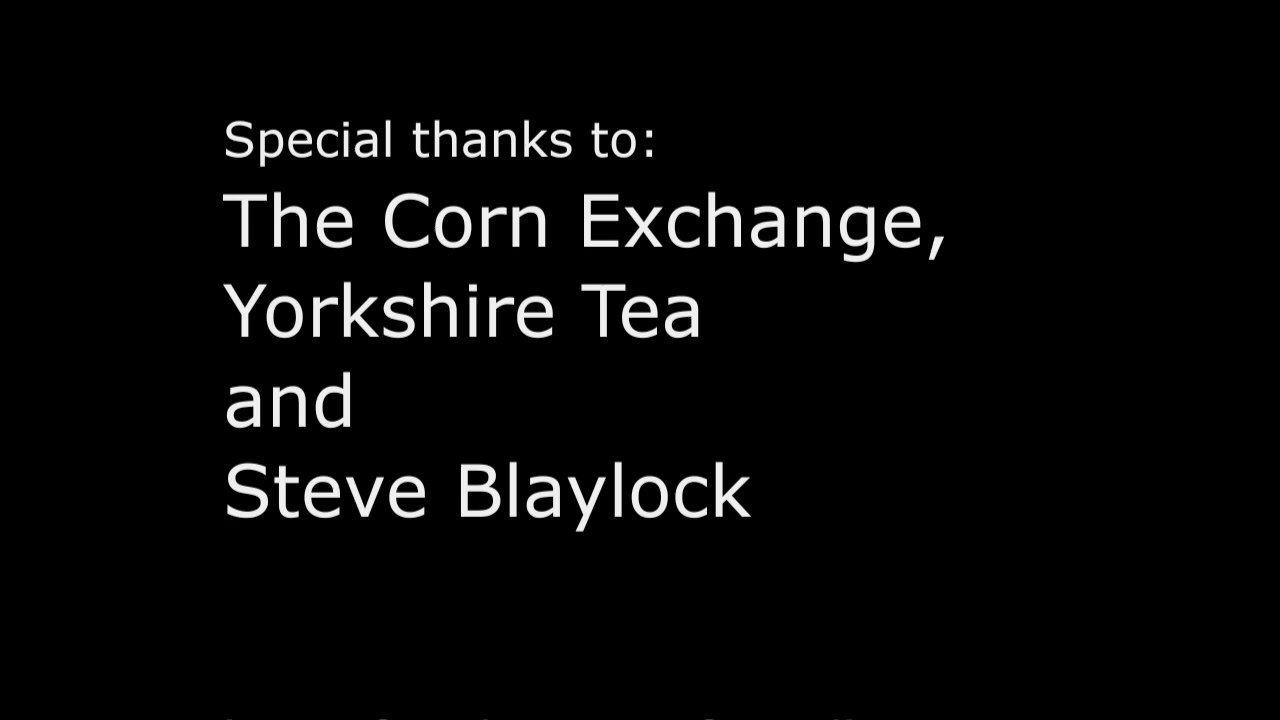 Special thanks to:
The Corn Exchange,
Yorkshire Tea
and
Steve Blaylock